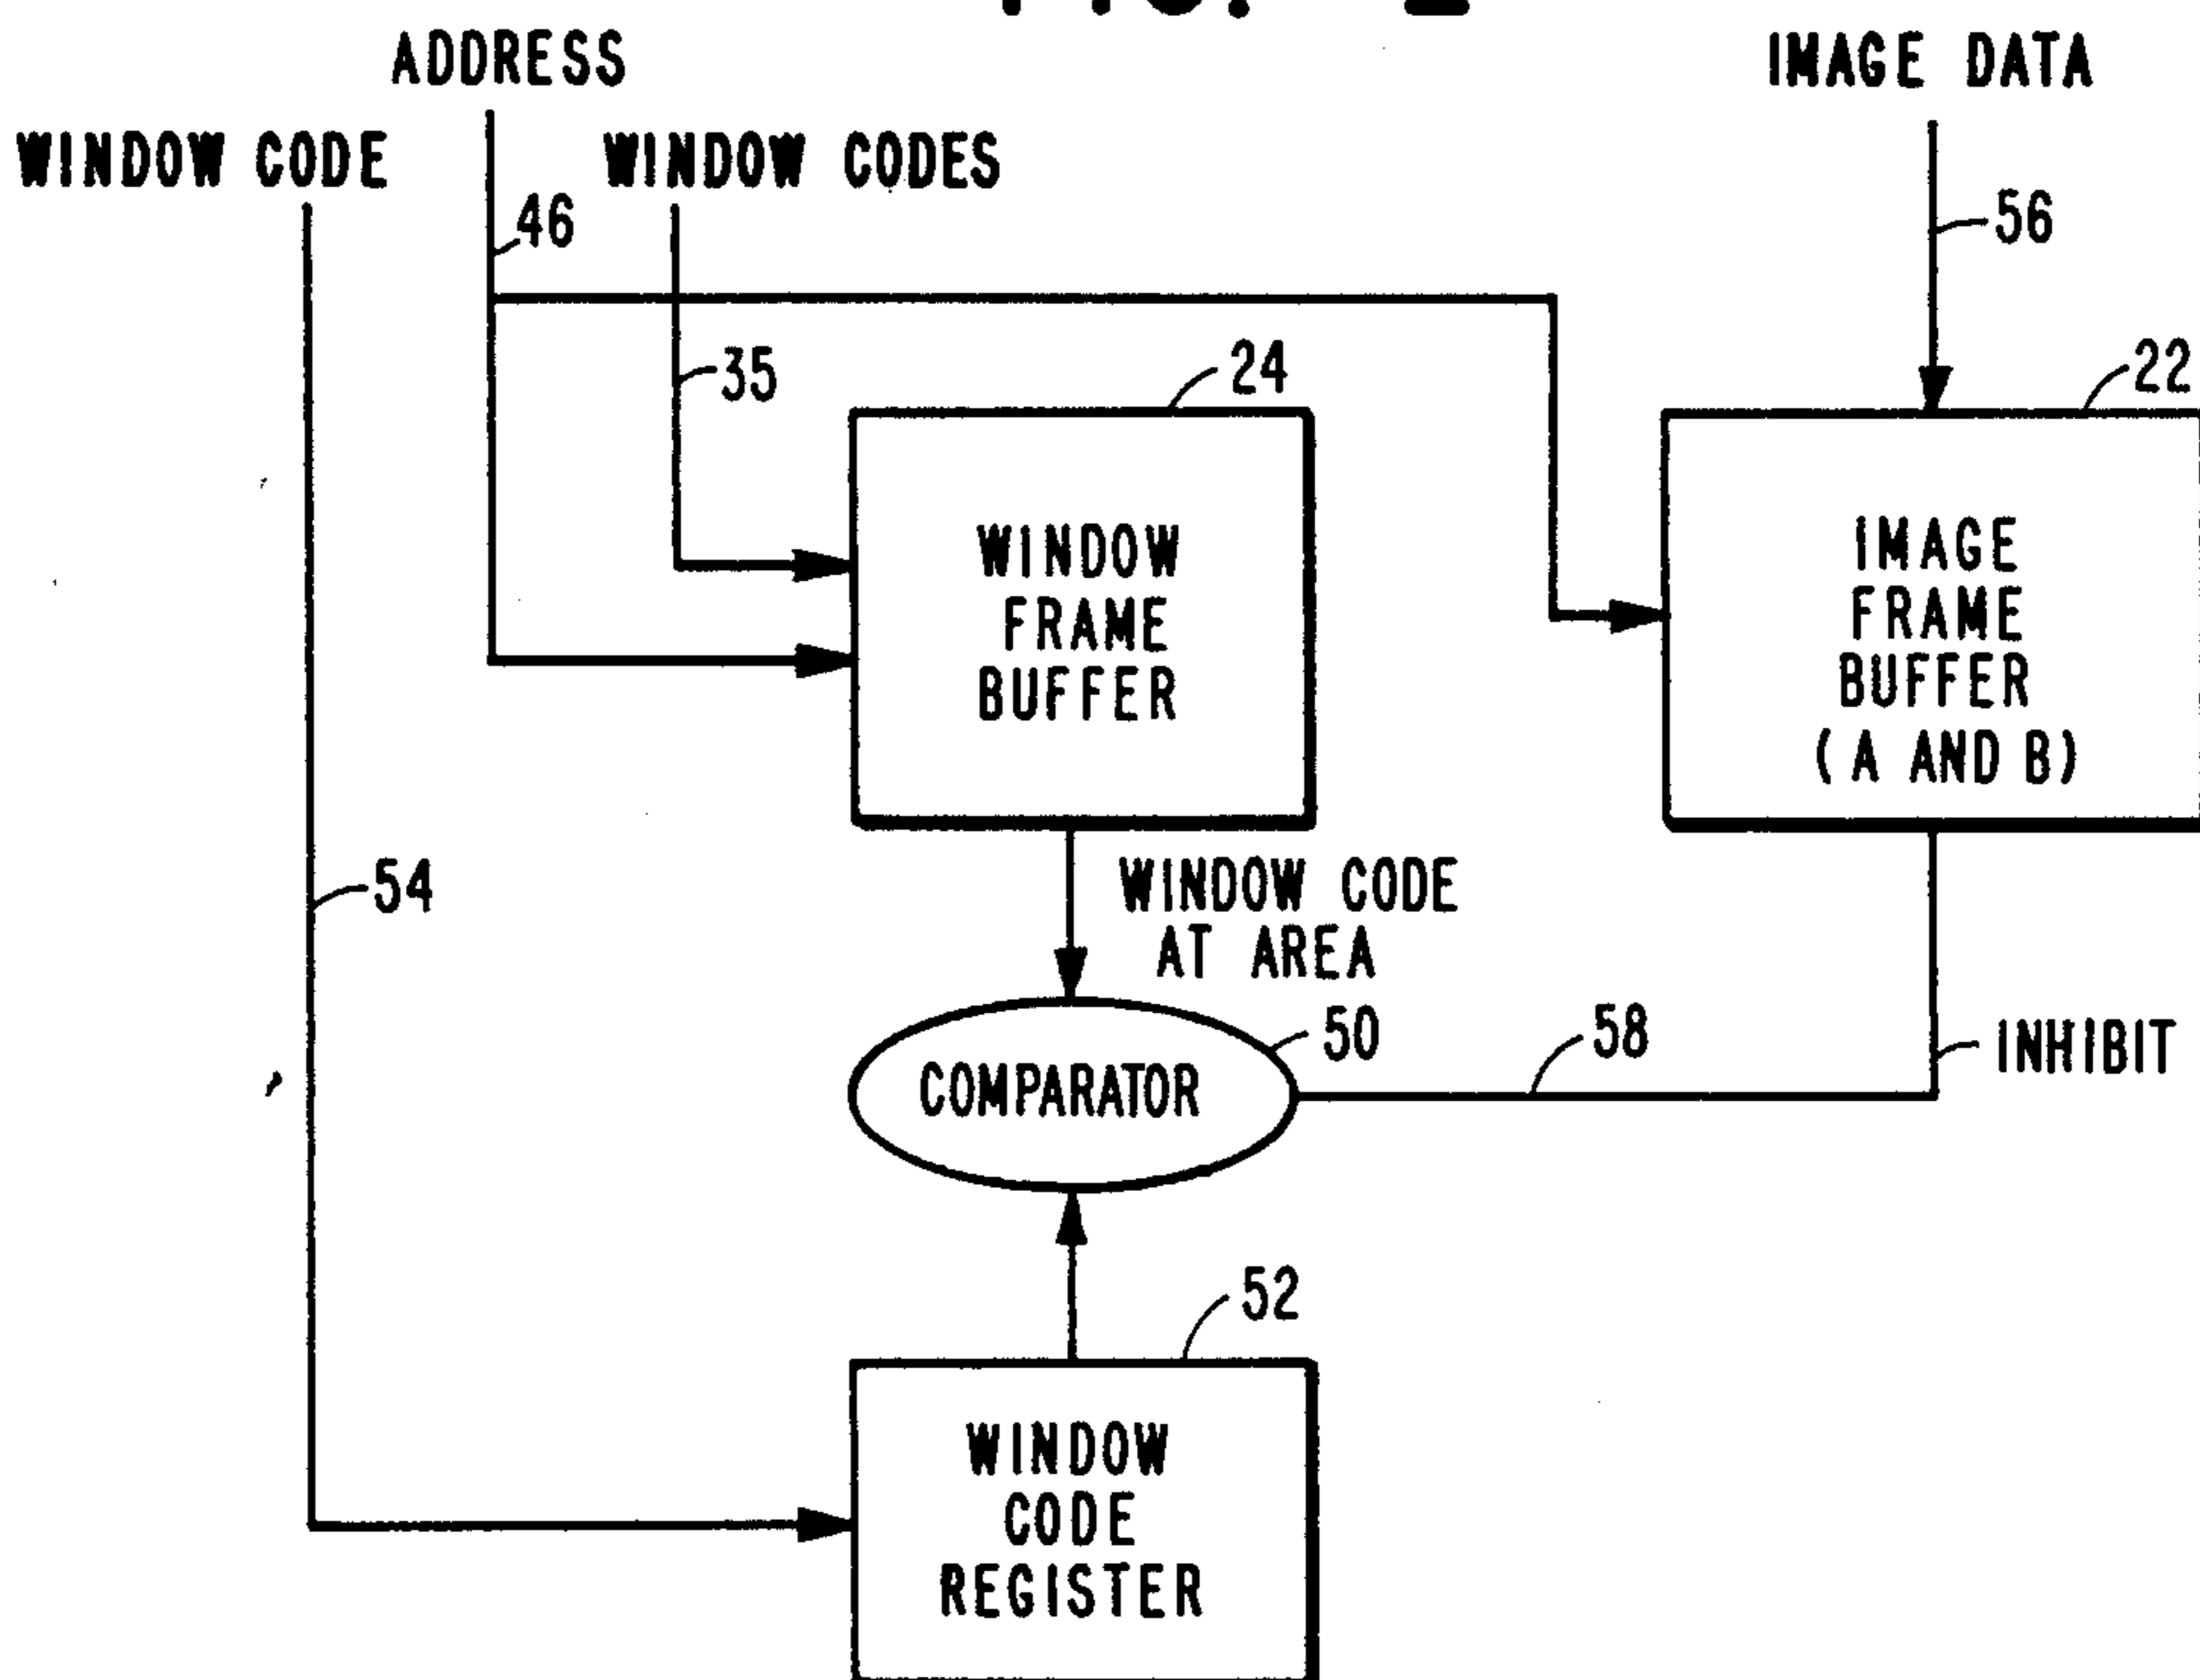 ADDRESS
IMAGE DATA
WINDOW CODE
WINDOW CODES
46
56
35
24
22
WINDOW
FRAME
BUFFER
IMAGE
FRAME
BUFFER
(A AND B)
54
WINDOW CODE
AT AREA
50
58
INHIBIT
COMPARATOR
52
WINDOW
CODE
REGISTER